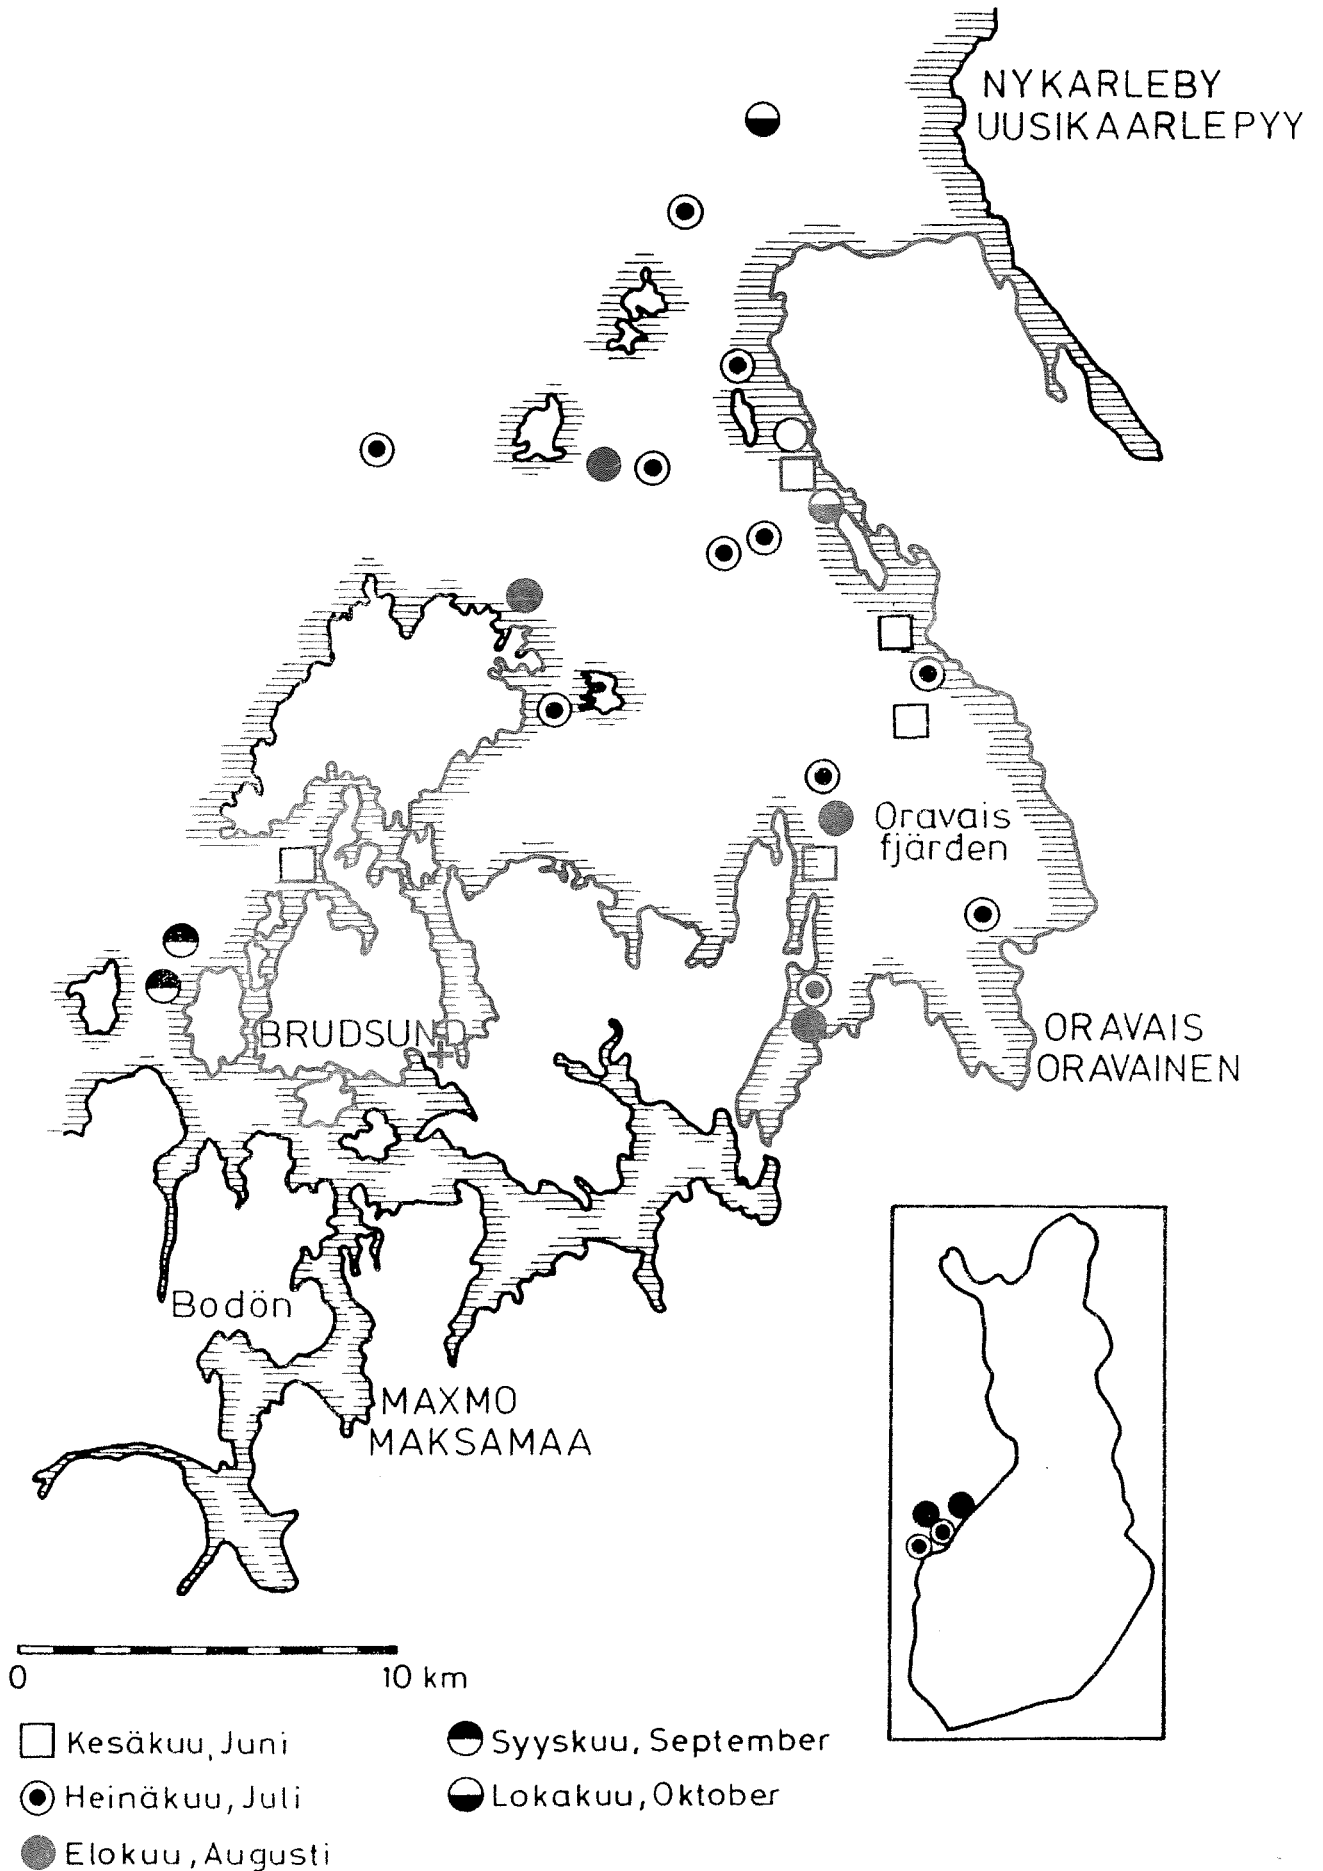 NYKARLEBY
UUSIKAARLEPYY
Oravais
fjärden
BRUDSUND
ORAVAIS
ORAVAINEN
Bodön
MAXMO
MAKSAMAA
0 10 km
Kesäkuu, Juni
Heinäkuu, Juli
Elokuu, Augusti
Syyskuu, September
Lokakuu, Oktober